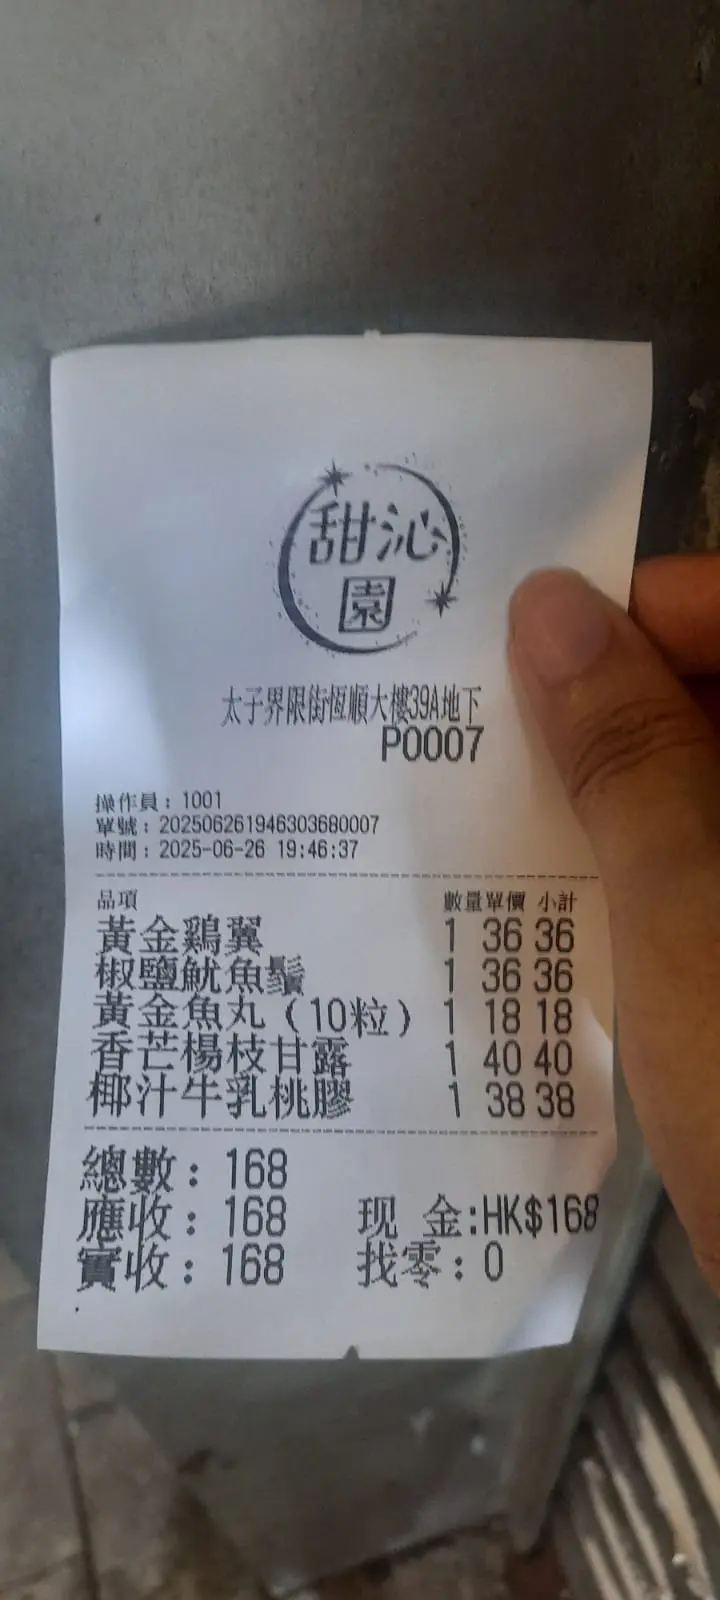 甜沁
園
太子界限街恆順大樓39A地下
P0007
操作員：1001
單號：2025062619463036​80007
時間：2025-06-26 19:46:37
品項 數量 單價 小計
黃金鷄翼 1 36 36
椒鹽魷魚鬚 1 36 36
黃金魚丸（10粒） 1 18 18
香芒楊枝甘露 1 40 40
椰汁牛乳桃膠 1 38 38
總數：168
應收：168 现 金:HK$168
實收：168 找零：0